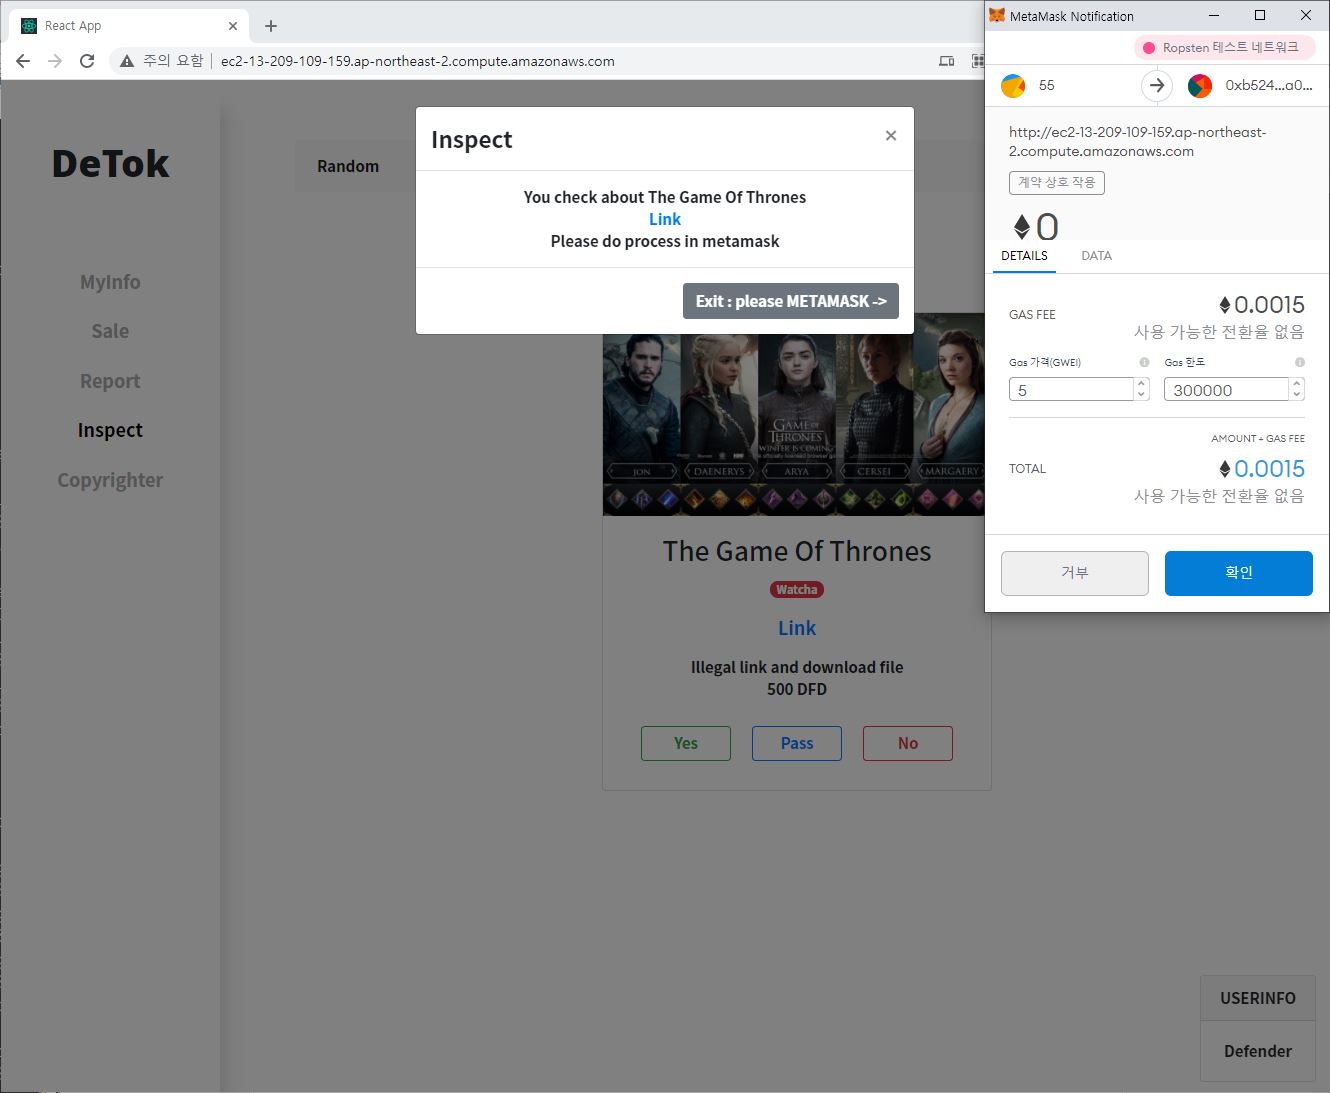 React App
주의 요함
ec2-13-209-109-159.ap-northeast-2.compute.amazonaws.com
DeTok
MyInfo
Sale
Report
Inspect
Copyrighter
Random
Inspect
×
You check about The Game Of Thrones
Link
Please do process in metamask
Exit : please METAMASK ->
GAME OF
THRONES
WINTER IS COMING
JON
DAENERYS
ARYA
CERSEI
MARGAERY
The Game Of Thrones
Watcha
Link
Illegal link and download file
500 DFD
Yes
Pass
No
USERINFO
Defender
MetaMask Notification
Ropsten 테스트 네트워크
55
0xb524...a0...
http://ec2-13-209-109-159.ap-northeast-
2.compute.amazonaws.com
계약 상호 작용
0
DETAILS
DATA
GAS FEE
0.0015
사용 가능한 전환율 없음
Gas 가격(GWEI)
Gas 한도
5
300000
AMOUNT + GAS FEE
TOTAL
0.0015
사용 가능한 전환율 없음
거부
확인